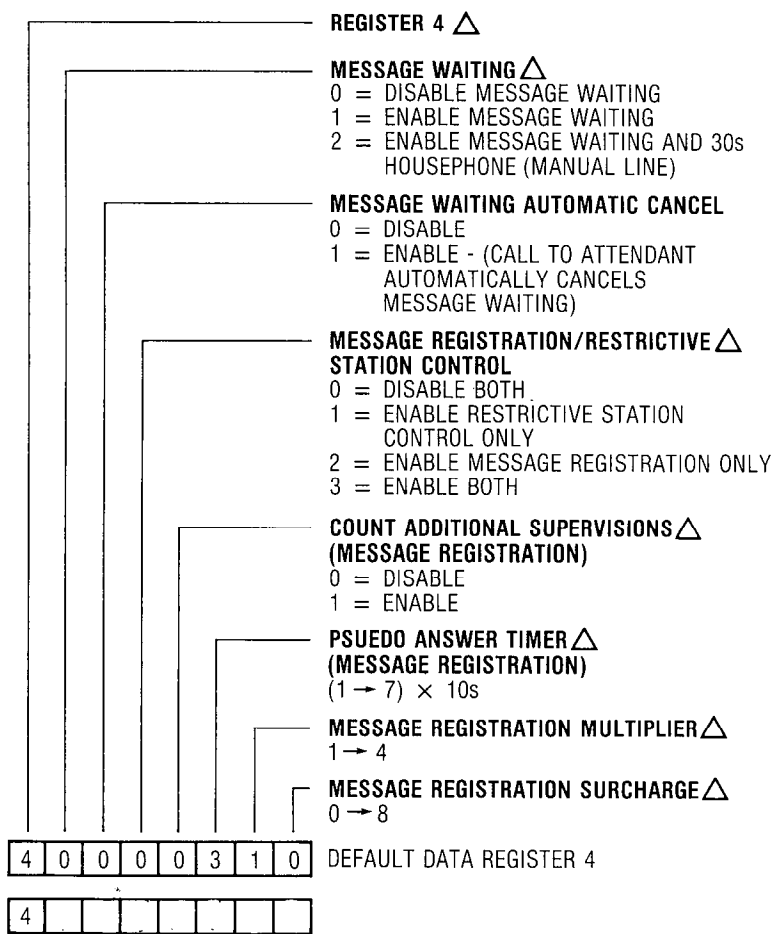 REGISTER 4 △
MESSAGE WAITING △
0 = DISABLE MESSAGE WAITING
1 = ENABLE MESSAGE WAITING
2 = ENABLE MESSAGE WAITING AND 30s
HOUSEPHONE (MANUAL LINE)
MESSAGE WAITING AUTOMATIC CANCEL
0 = DISABLE
1 = ENABLE - (CALL TO ATTENDANT
AUTOMATICALLY CANCELS
MESSAGE WAITING)
MESSAGE REGISTRATION/RESTRICTIVE △
STATION CONTROL
0 = DISABLE BOTH
1 = ENABLE RESTRICTIVE STATION
CONTROL ONLY
2 = ENABLE MESSAGE REGISTRATION ONLY
3 = ENABLE BOTH
COUNT ADDITIONAL SUPERVISIONS △
(MESSAGE REGISTRATION)
0 = DISABLE
1 = ENABLE
PSUEDO ANSWER TIMER △
(MESSAGE REGISTRATION)
(1 → 7) × 10s
MESSAGE REGISTRATION MULTIPLIER △
1 → 4
MESSAGE REGISTRATION SURCHARGE △
0 → 8
4 0 0 0 0 3 1 0 DEFAULT DATA REGISTER 4
4